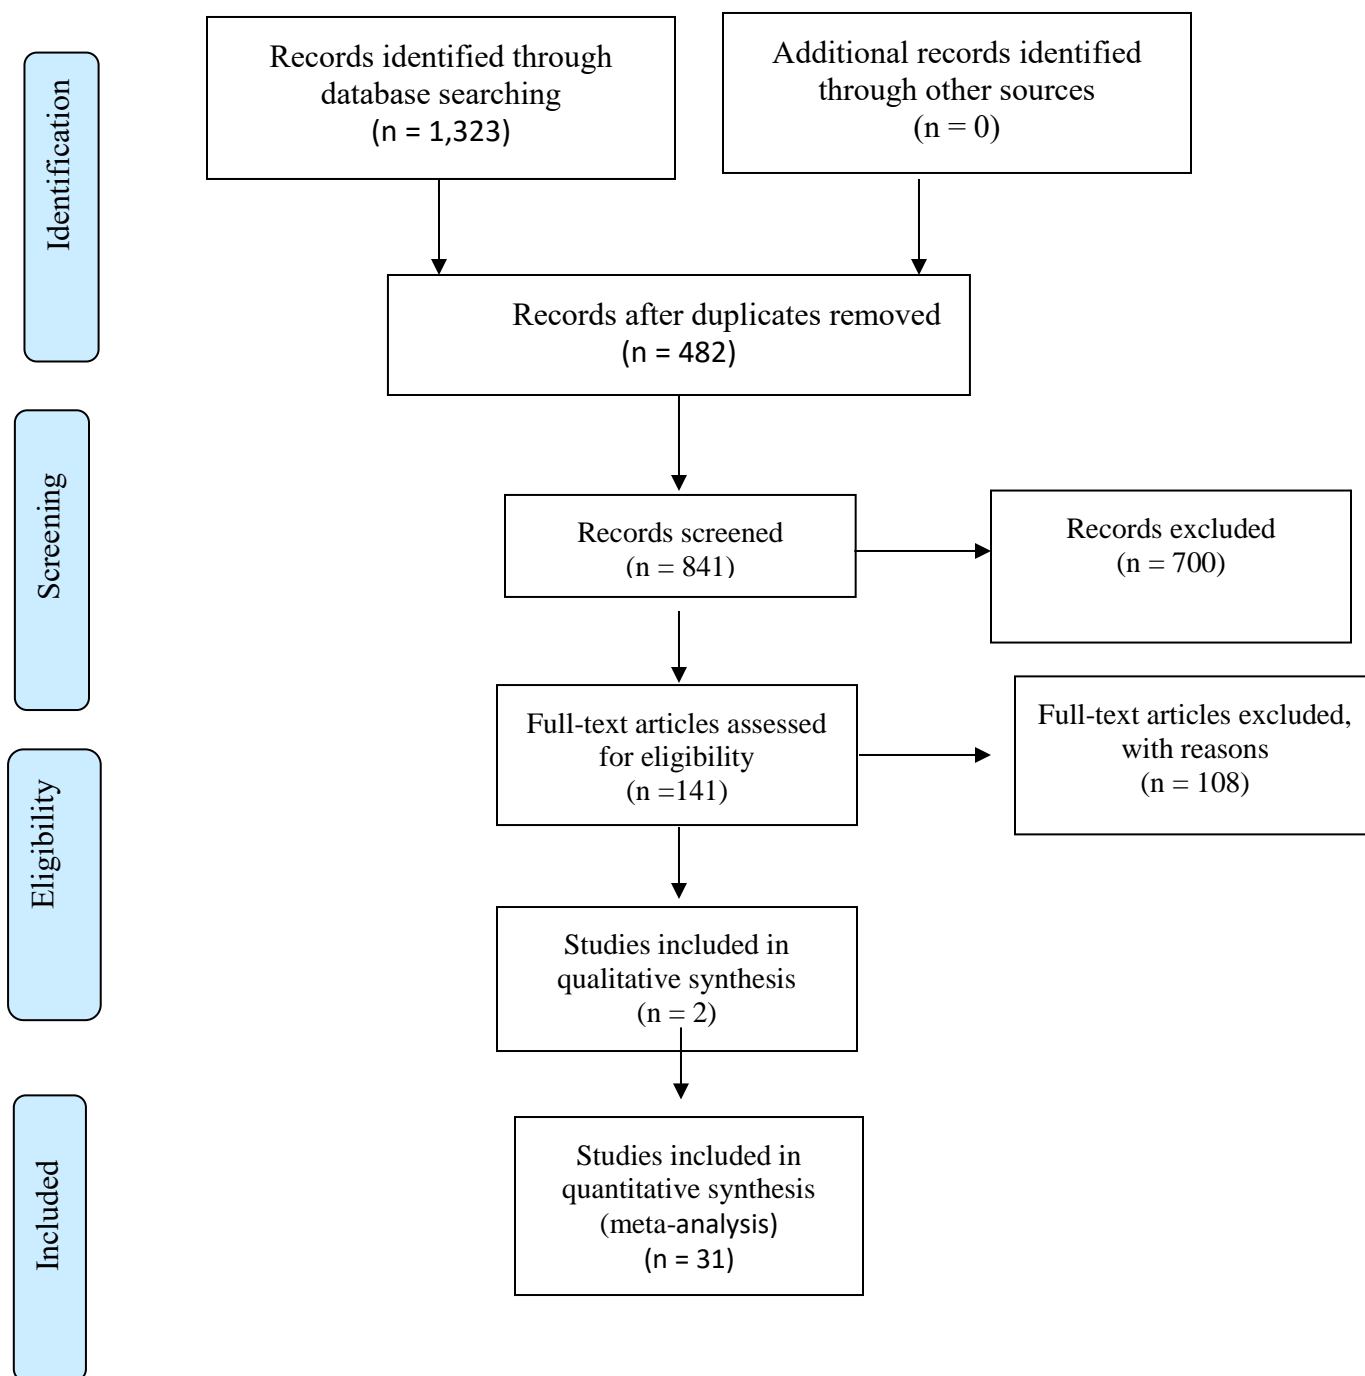 Identification
Records identified through
database searching
(n = 1,323)
Additional records identified
through other sources
(n = 0)
Records after duplicates removed
(n = 482)
Screening
Records screened
(n = 841)
Records excluded
(n = 700)
Eligibility
Full-text articles assessed
for eligibility
(n =141)
Full-text articles excluded,
with reasons
(n = 108)
Studies included in
qualitative synthesis
(n = 2)
Included
Studies included in
quantitative synthesis
(meta-analysis)
(n = 31)